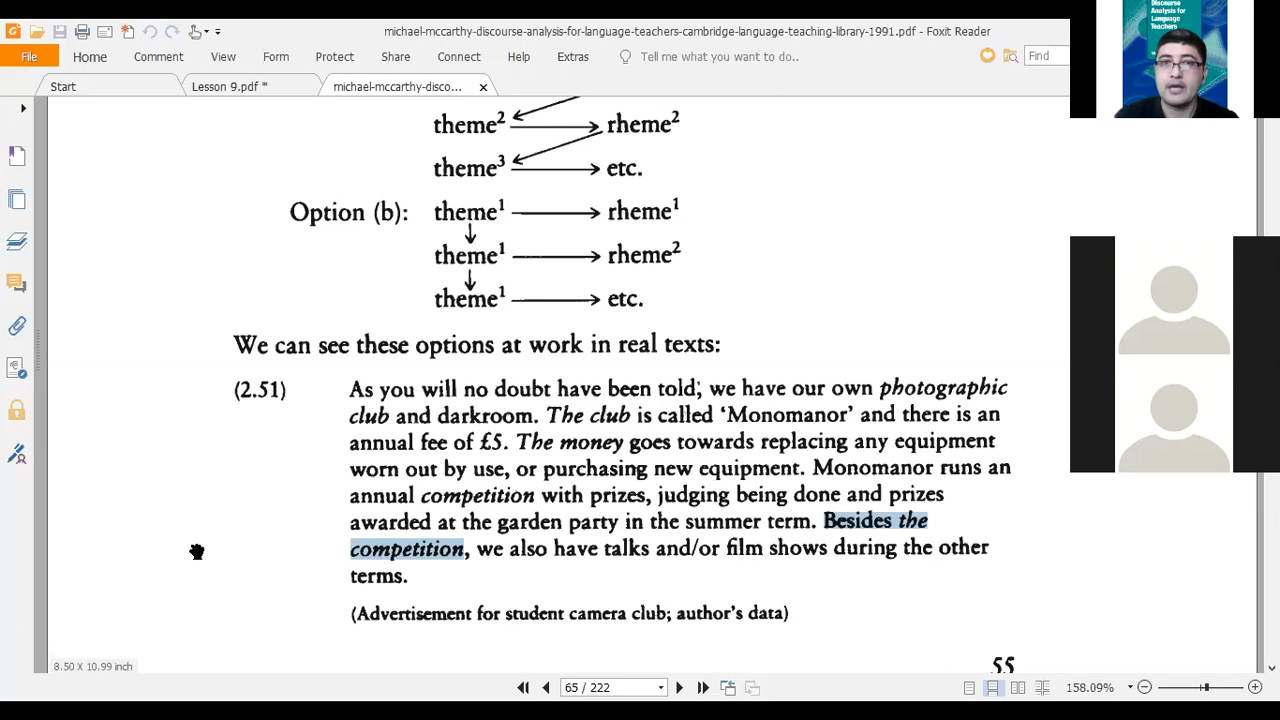 michael-mccarthy-discourse-analysis-for-language-teachers-cambridge-language-teaching-library-1991.pdf - Foxit Reader
Discourse
Analysis for
Language
Teachers
File Home Comment View Form Protect Share Connect Help Extras Tell me what you want to do.. Find
Start Lesson 9.pdf * michael-mccarthy-disco...
theme2 rheme2
theme3 etc.
Option (b): theme1 rheme1
theme1 rheme2
theme1 etc.
We can see these options at work in real texts:
(2.51) As you will no doubt have been told, we have our own photographic
club and darkroom. The club is called ‘Monomanor’ and there is an
annual fee of £5. The money goes towards replacing any equipment
worn out by use, or purchasing new equipment. Monomanor runs an
annual competition with prizes, judging being done and prizes
awarded at the garden party in the summer term. Besides the
competition, we also have talks and/or film shows during the other
terms.
(Advertisement for student camera club; author's data)
55
8.50 X 10.99 inch
65 / 222 158.09%